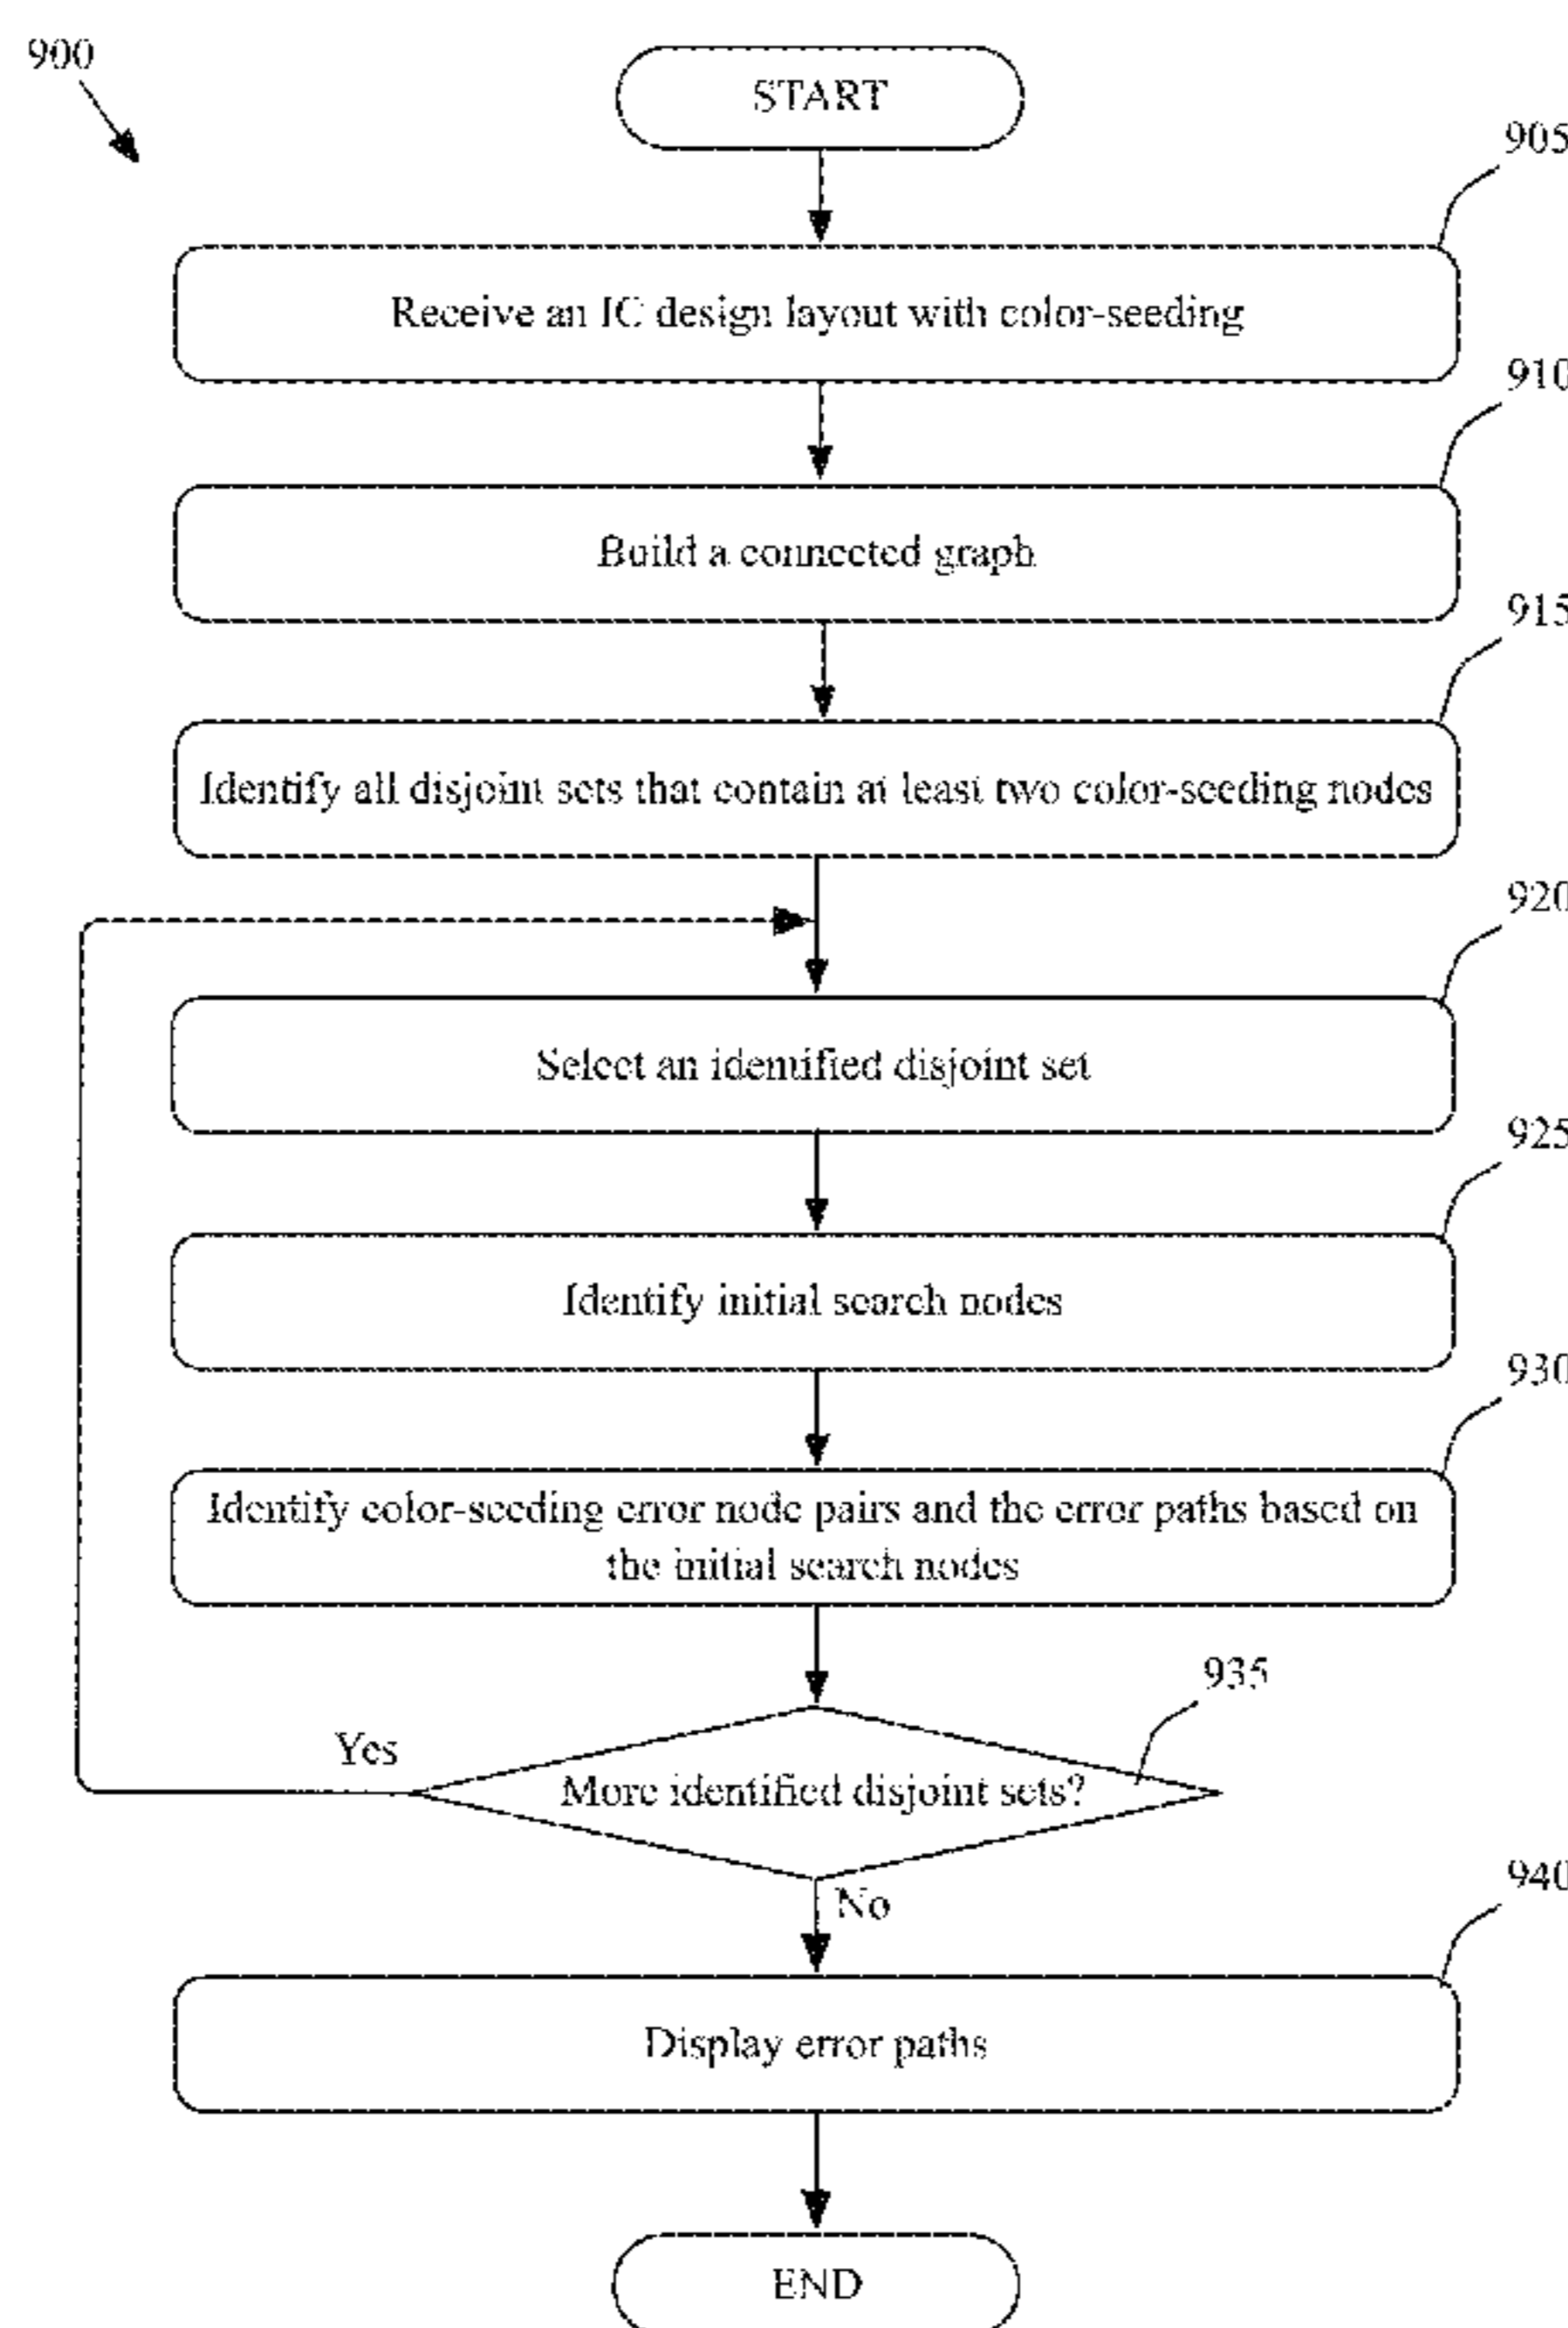 900
START
905
Receive an IC design layout with color-seeding
910
Build a connected graph
915
Identify all disjoint sets that contain at least two color-seeding nodes
920
Select an identified disjoint set
925
Identify initial search nodes
930
Identify color-seeding error node pairs and the error paths based on
the initial search nodes
935
Yes
More identified disjoint sets?
No
940
Display error paths
END